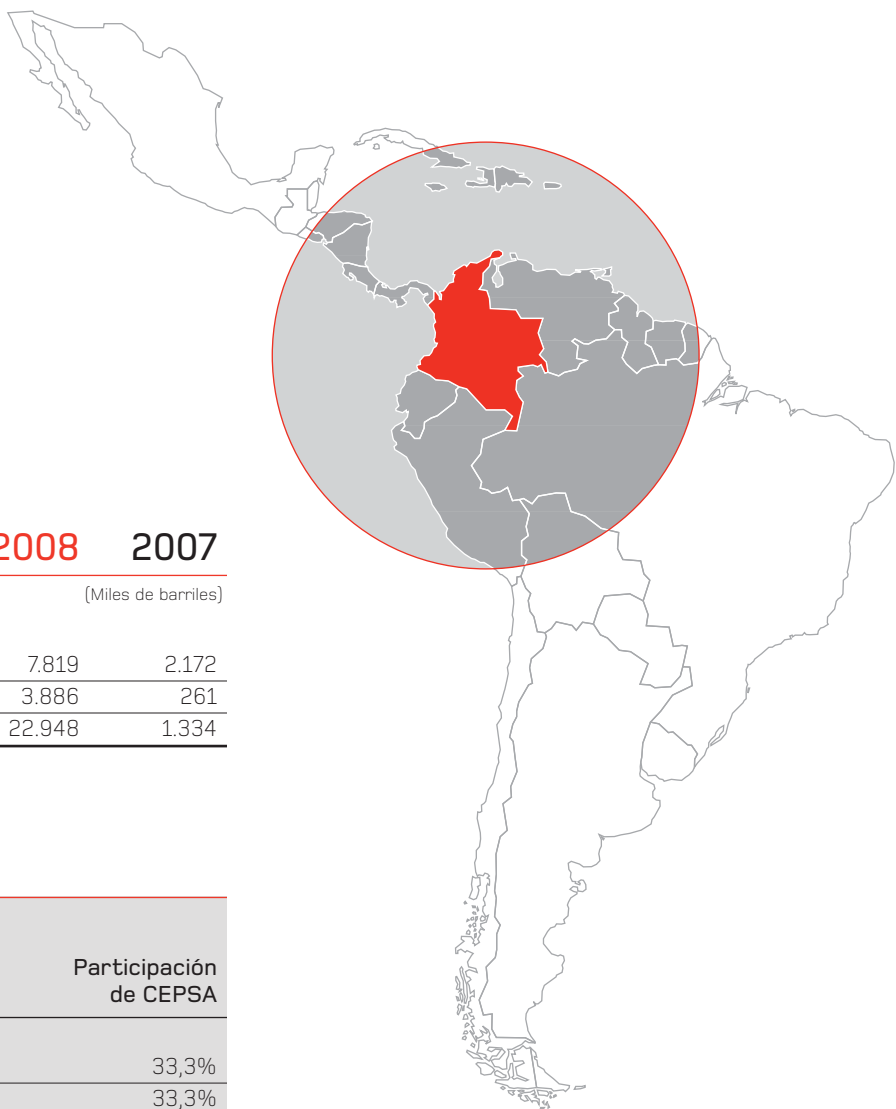 2008 2007
(Miles de barriles)
7.819 2.172
3.886 261
22.948 1.334
Participación
de CEPSA
33,3%
33,3%